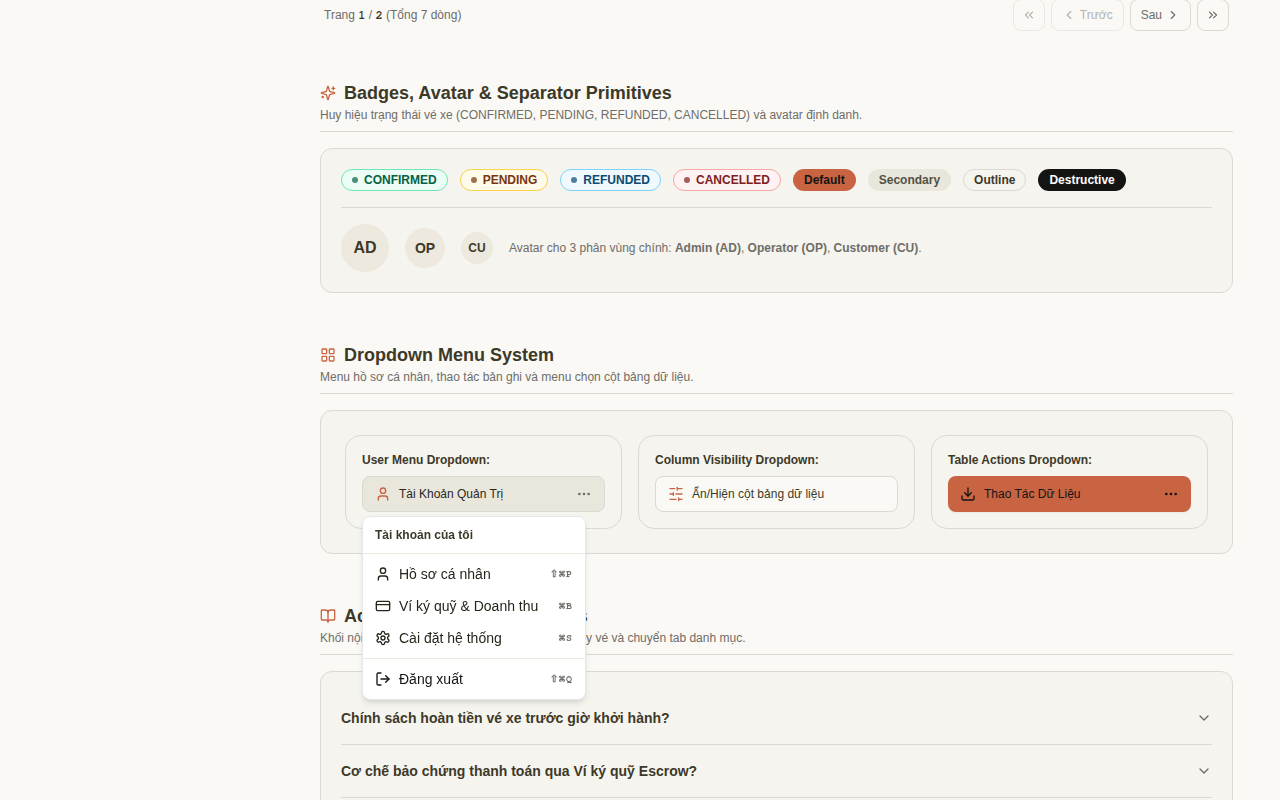 Trang 1 / 2 (Tổng 7 dòng)
Trước
Sau
Badges, Avatar & Separator Primitives
Huy hiệu trạng thái vé xe (CONFIRMED, PENDING, REFUNDED, CANCELLED) và avatar định danh.
CONFIRMED
PENDING
REFUNDED
CANCELLED
Default
Secondary
Outline
Destructive
AD
OP
CU
Avatar cho 3 phân vùng chính: Admin (AD), Operator (OP), Customer (CU).
Dropdown Menu System
Menu hồ sơ cá nhân, thao tác bản ghi và menu chọn cột bảng dữ liệu.
User Menu Dropdown:
Tài Khoản Quản Trị
Column Visibility Dropdown:
Ẩn/Hiện cột bảng dữ liệu
Table Actions Dropdown:
Thao Tác Dữ Liệu
Tài khoản của tôi
Hồ sơ cá nhân ⇧⌘P
Ví ký quỹ & Doanh thu ⌘B
Cài đặt hệ thống ⌘S
Đăng xuất ⇧⌘Q
Khối nội
vé và chuyển tab danh mục.
Chính sách hoàn tiền vé xe trước giờ khởi hành?
Cơ chế bảo chứng thanh toán qua Ví ký quỹ Escrow?